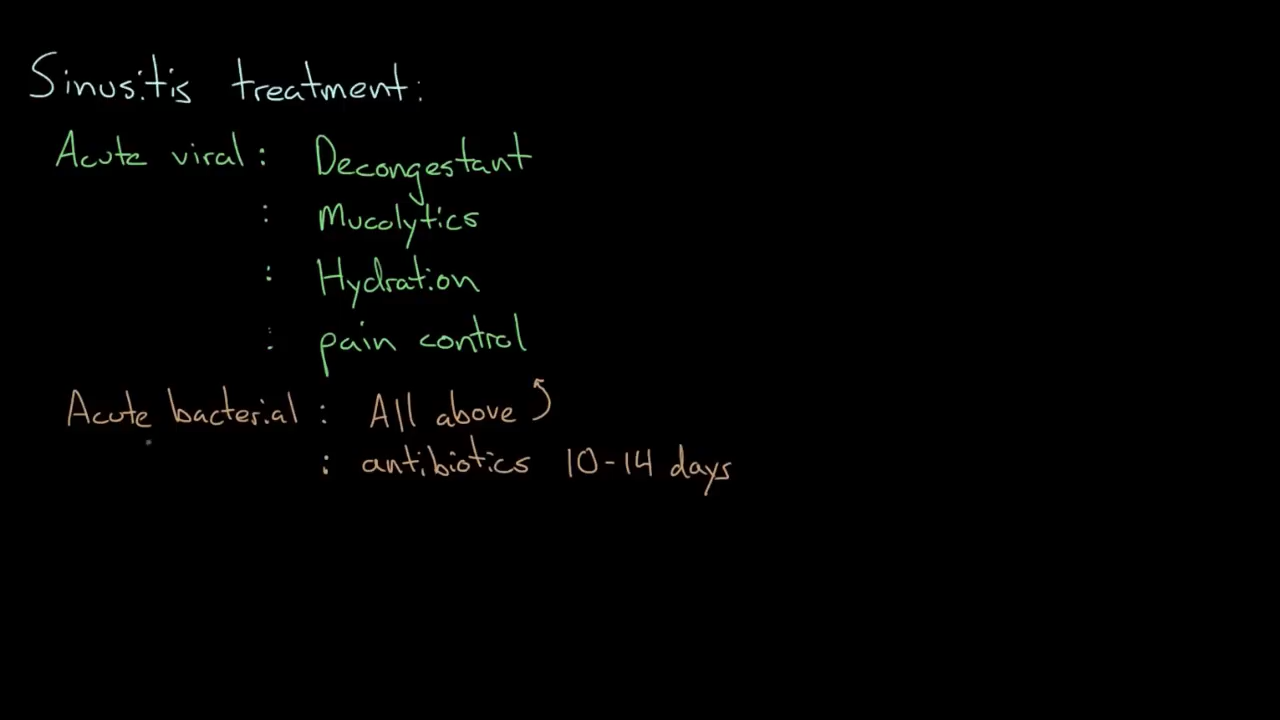 Sinusitis treatment:
Acute viral : Decongestant
: Mucolytics
: Hydration
: pain control
Acute bacterial : All above
: antibiotics 10-14 days